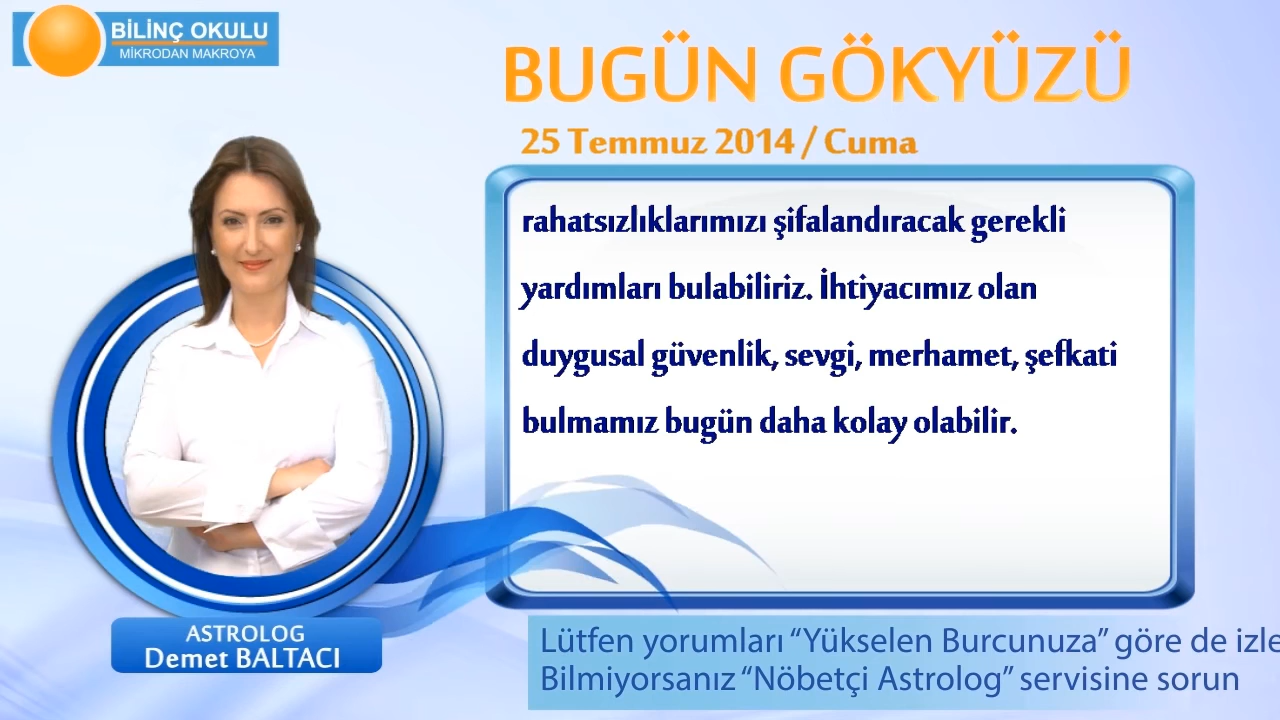 BİLİNÇ OKULU
MİKRODAN MAKROYA
BUGÜN GÖKYÜZÜ
25 Temmuz 2014 / Cuma
rahatsızlıklarımızı şifalandıracak gerekli
yardımları bulabiliriz. İhtiyacımız olan
duygusal güvenlik, sevgi, merhamet, şefkati
bulmamız bugün daha kolay olabilir.
ASTROLOG
Demet BALTACI
Lütfen yorumları “Yükselen Burcunuza” göre de izle
Bilmiyorsanız “Nöbetçi Astrolog” servisine sorun